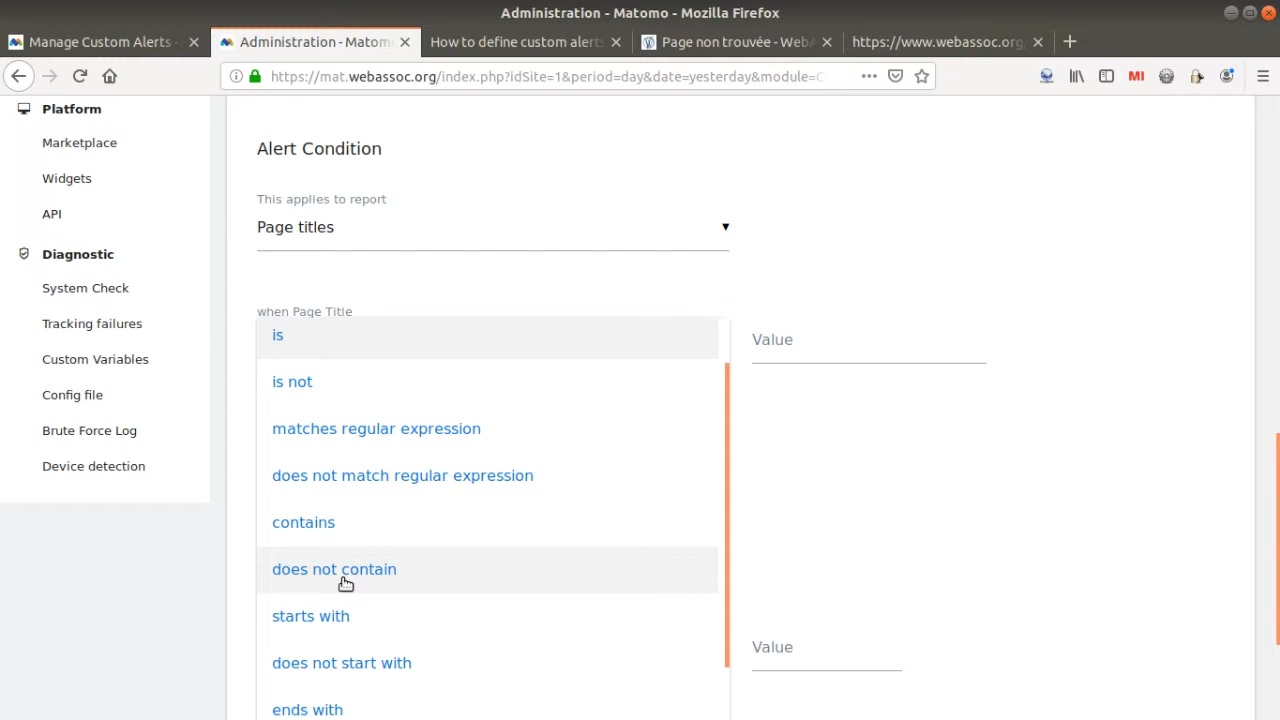 Administration - Matomo - Mozilla Firefox
Manage Custom Alerts -
Administration - Matomo
How to define custom alerts
Page non trouvée - WebA
https://www.webassoc.org
https://mat.webassoc.org/index.php?idSite=1&period=day&date=yesterday&module=C
MI
Platform
Marketplace
Widgets
API
Diagnostic
System Check
Tracking failures
Custom Variables
Config file
Brute Force Log
Device detection
Alert Condition
This applies to report
Page titles
when Page Title
is
is not
matches regular expression
does not match regular expression
contains
does not contain
starts with
does not start with
ends with
Value
Value